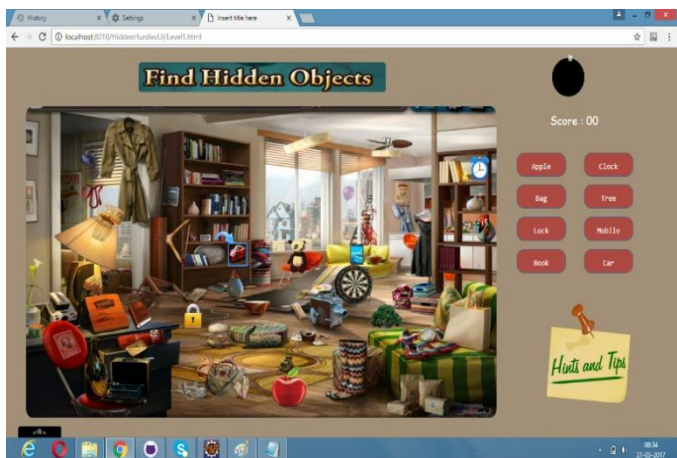 History
Settings
Insert title here
localhost:8010/HiddenHurdlesUI/Level1.html
Find Hidden Objects
Score : 00
Apple
Clock
Bag
Tree
Lock
Mobile
Book
Car
Hints and Tips
08:34
21-03-2017